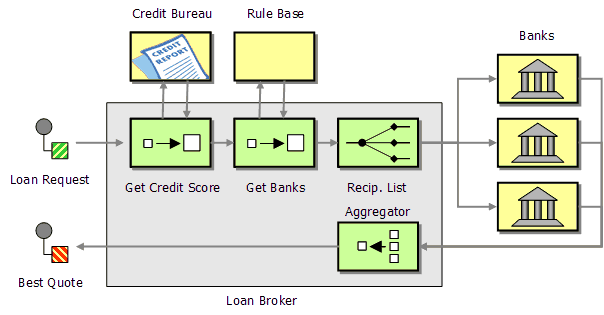 Credit Bureau
Rule Base
Banks
CREDIT
REPORT
Loan Request
Get Credit Score
Get Banks
Recip. List
Aggregator
Best Quote
Loan Broker